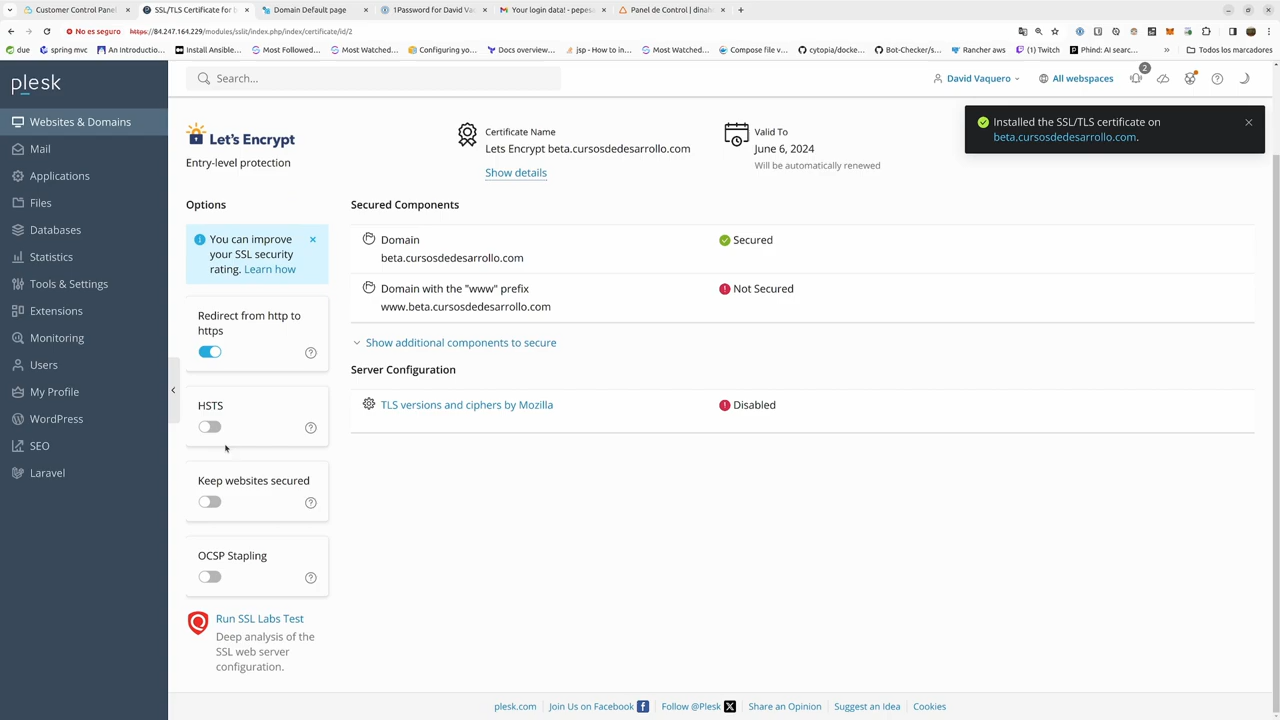 Customer Control Panel
SSL/TLS Certificate for b
Domain Default page
1Password for David Vaq
Your login data! - pepes
Panel de Control | dinah
No es seguro
https://84.247.164.229/modules/sslit/index.php/index/certificate/id/2
due
spring mvc
An Introductio...
Install Ansible...
Most Followed...
Most Watched...
Configuring yo...
Docs overview...
jsp - How to in...
Most Watched...
Compose file v...
cytopia/docke...
Bot-Checker/s...
Rancher aws
(1) Twitch
Phind: AI searc...
»
Todos los marcadores
plesk
Search...
David Vaquero
All webspaces
2
Websites & Domains
Mail
Applications
Files
Databases
Statistics
Tools & Settings
Extensions
Monitoring
Users
My Profile
WordPress
SEO
Laravel
Installed the SSL/TLS certificate on
beta.cursosdedesarrollo.com.
Let's Encrypt
Entry-level protection
Certificate Name
Lets Encrypt beta.cursosdedesarrollo.com
Show details
Valid To
June 6, 2024
Will be automatically renewed
Options
You can improve
your SSL security
rating. Learn how
Redirect from http to
https
HSTS
Keep websites secured
OCSP Stapling
Run SSL Labs Test
Deep analysis of the
SSL web server
configuration.
Secured Components
Domain
beta.cursosdedesarrollo.com
Secured
Domain with the "www" prefix
www.beta.cursosdedesarrollo.com
Not Secured
Show additional components to secure
Server Configuration
TLS versions and ciphers by Mozilla
Disabled
plesk.com
Join Us on Facebook
Follow @Plesk
Share an Opinion
Suggest an Idea
Cookies